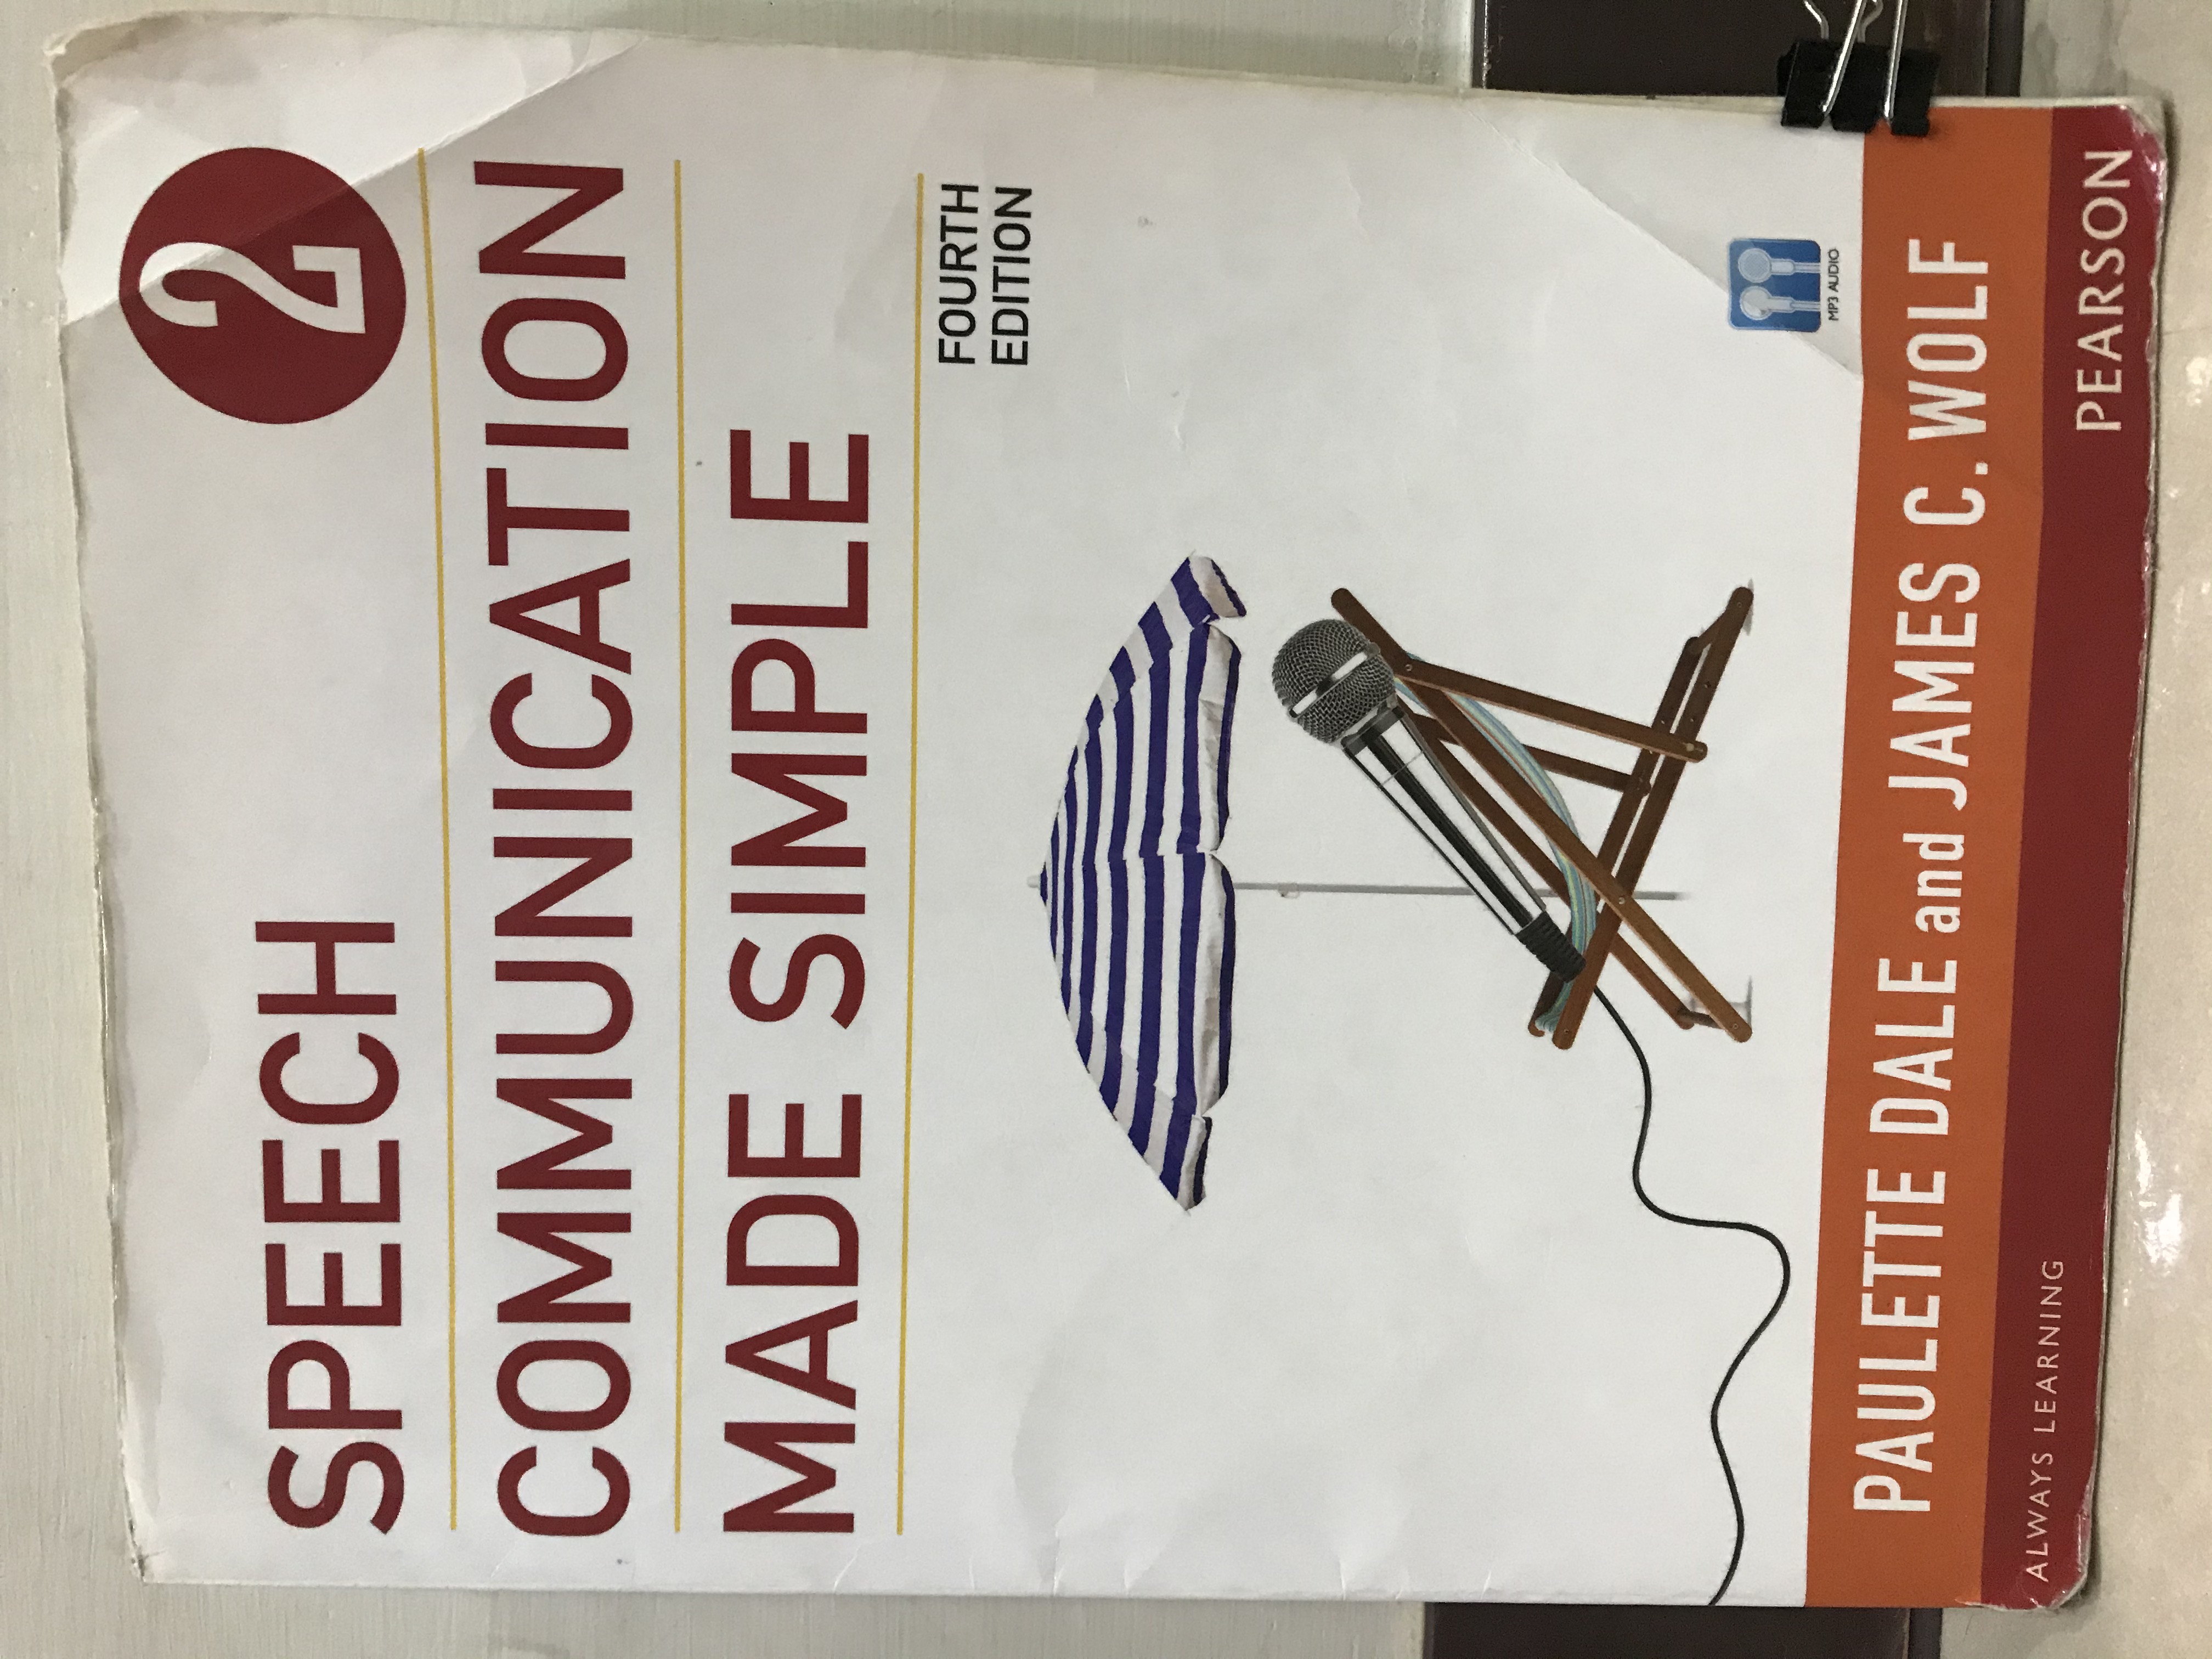 2
SPEECH
COMMUNICATION
MADE SIMPLE
FOURTH
EDITION
MP3 AUDIO
PAULETTE DALE and JAMES C. WOLF
ALWAYS LEARNING
PEARSON